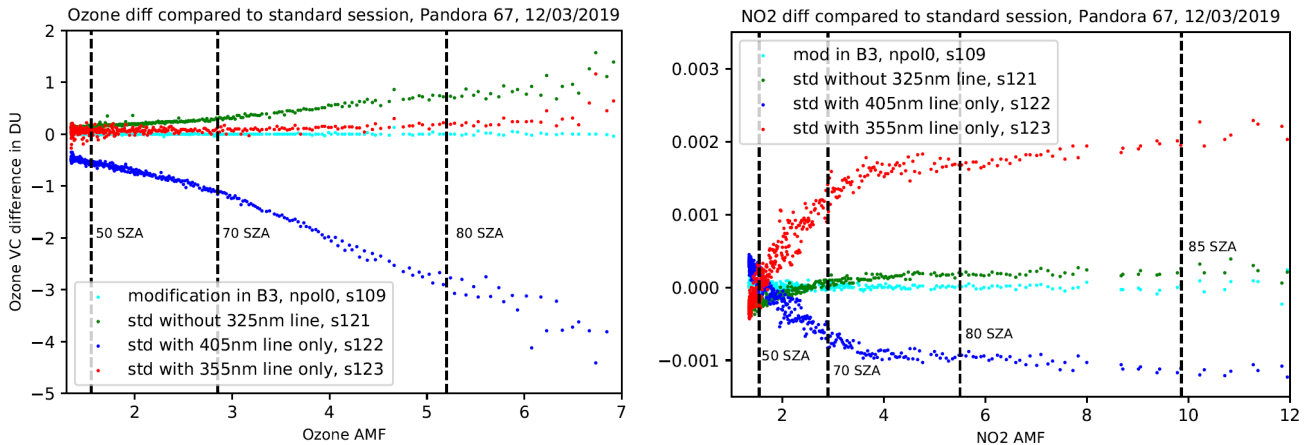 Ozone diff compared to standard session, Pandora 67, 12/03/2019
2
1
0
−1
−2
−3
−4
−5
Ozone VC difference in DU
50 SZA
70 SZA
80 SZA
modification in B3, npol0, s109
std without 325nm line, s121
std with 405nm line only, s122
std with 355nm line only, s123
2
3
4
5
6
7
Ozone AMF
NO2 diff compared to standard session, Pandora 67, 12/03/2019
mod in B3, npol0, s109
std without 325nm line, s121
std with 405nm line only, s122
std with 355nm line only, s123
0.003
0.002
0.001
0.000
−0.001
85 SZA
80 SZA
50 SZA
70 SZA
2
4
6
8
10
12
NO2 AMF